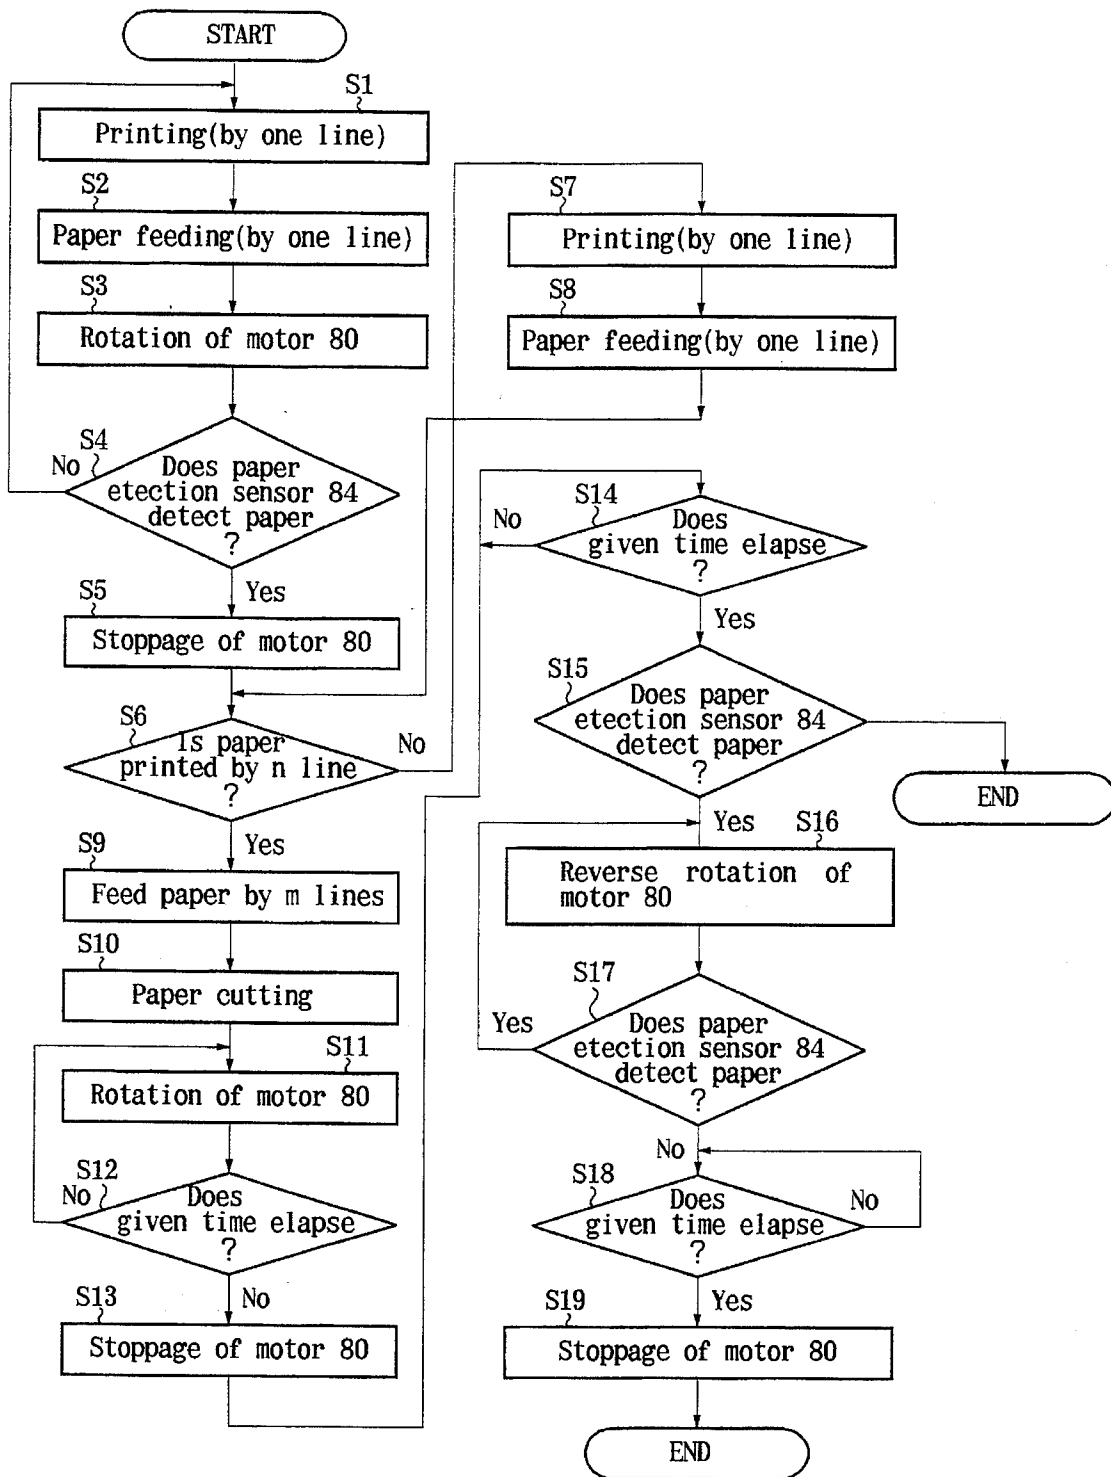 START
S1
Printing(by one line)
S2
Paper feeding(by one line)
S3
Rotation of motor 80
S4
No
Does paper
etection sensor 84
detect paper
?
Yes
S5
Stoppage of motor 80
S6
Is paper
printed by n line
?
No
Yes
S7
Printing(by one line)
S8
Paper feeding(by one line)
S9
Feed paper by m lines
S10
Paper cutting
S11
Rotation of motor 80
S12
No
Does
given time elapse
?
No
S13
Stoppage of motor 80
S14
No
Does
given time elapse
?
Yes
S15
Does paper
etection sensor 84
detect paper
?
END
Yes
S16
Reverse rotation of
motor 80
S17
Yes
Does paper
etection sensor 84
detect paper
?
No
S18
Does
given time elapse
?
No
Yes
S19
Stoppage of motor 80
END